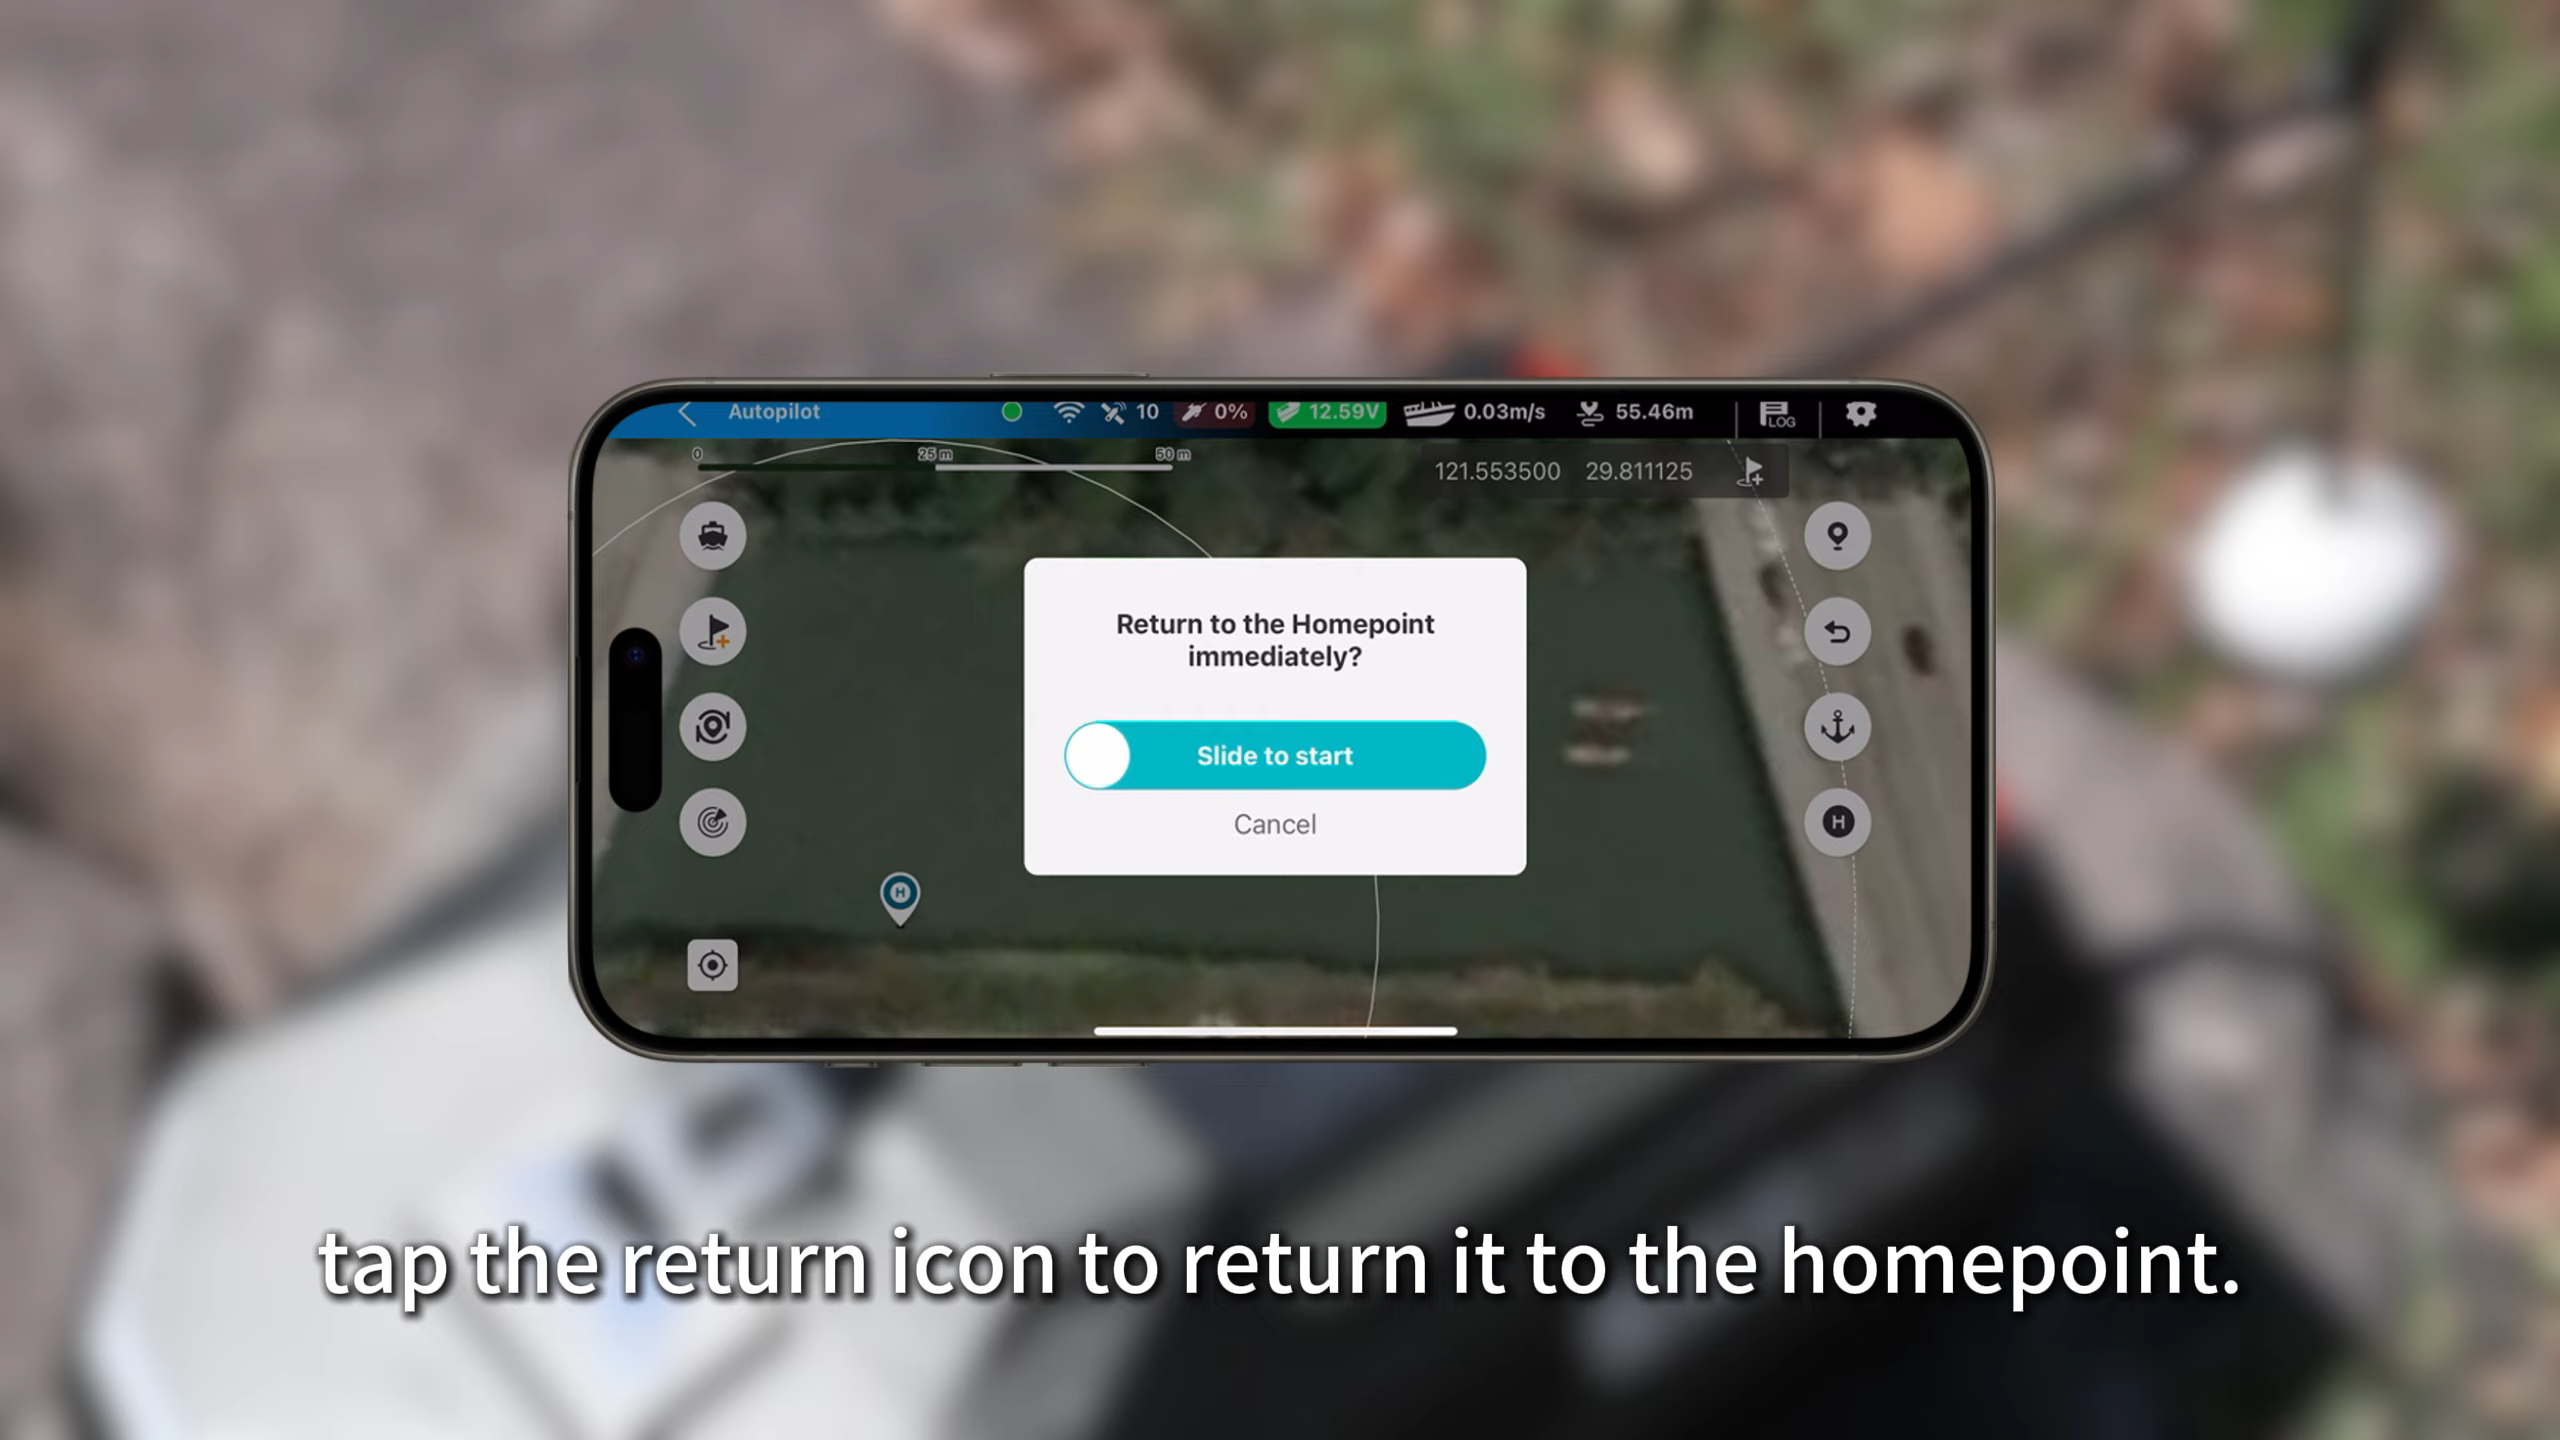 Autopilot 10 0% 12.59V 0.03m/s 55.46m LOG
0 25 m 50 m
121.553500 29.811125
Return to the Homepoint
immediately?
Slide to start
Cancel
H
H
tap the return icon to return it to the homepoint.